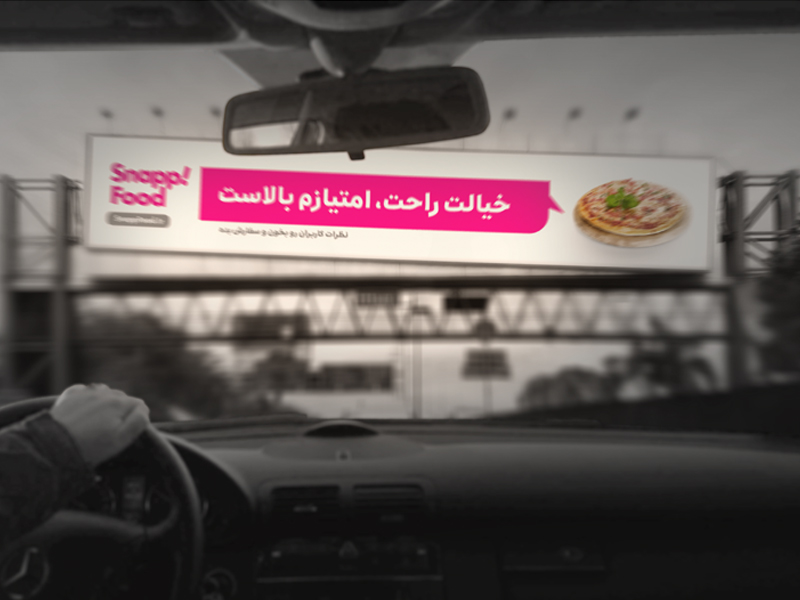 Snapp!
Food
خیالت راحت، امتیازم بالاست
نظرات کاربران رو بخون و سفارش بده